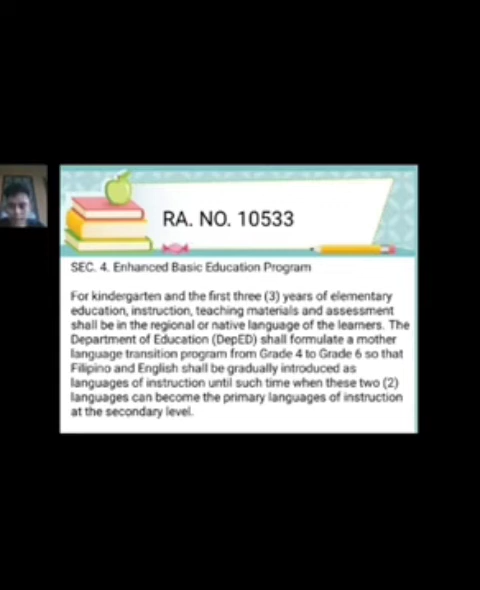 RA. NO. 10533
SEC. 4. Enhanced Basic Education Program
For kindergarten and the first three (3) years of elementary
education, instruction, teaching materials and assessment
shall be in the regional or native language of the learners. The
Department of Education (DepED) shall formulate a mother
language transition program from Grade 4 to Grade 6 so that
Filipino and English shall be gradually introduced as
languages of instruction until such time when these two (2)
languages can become the primary languages of instruction
at the secondary level.